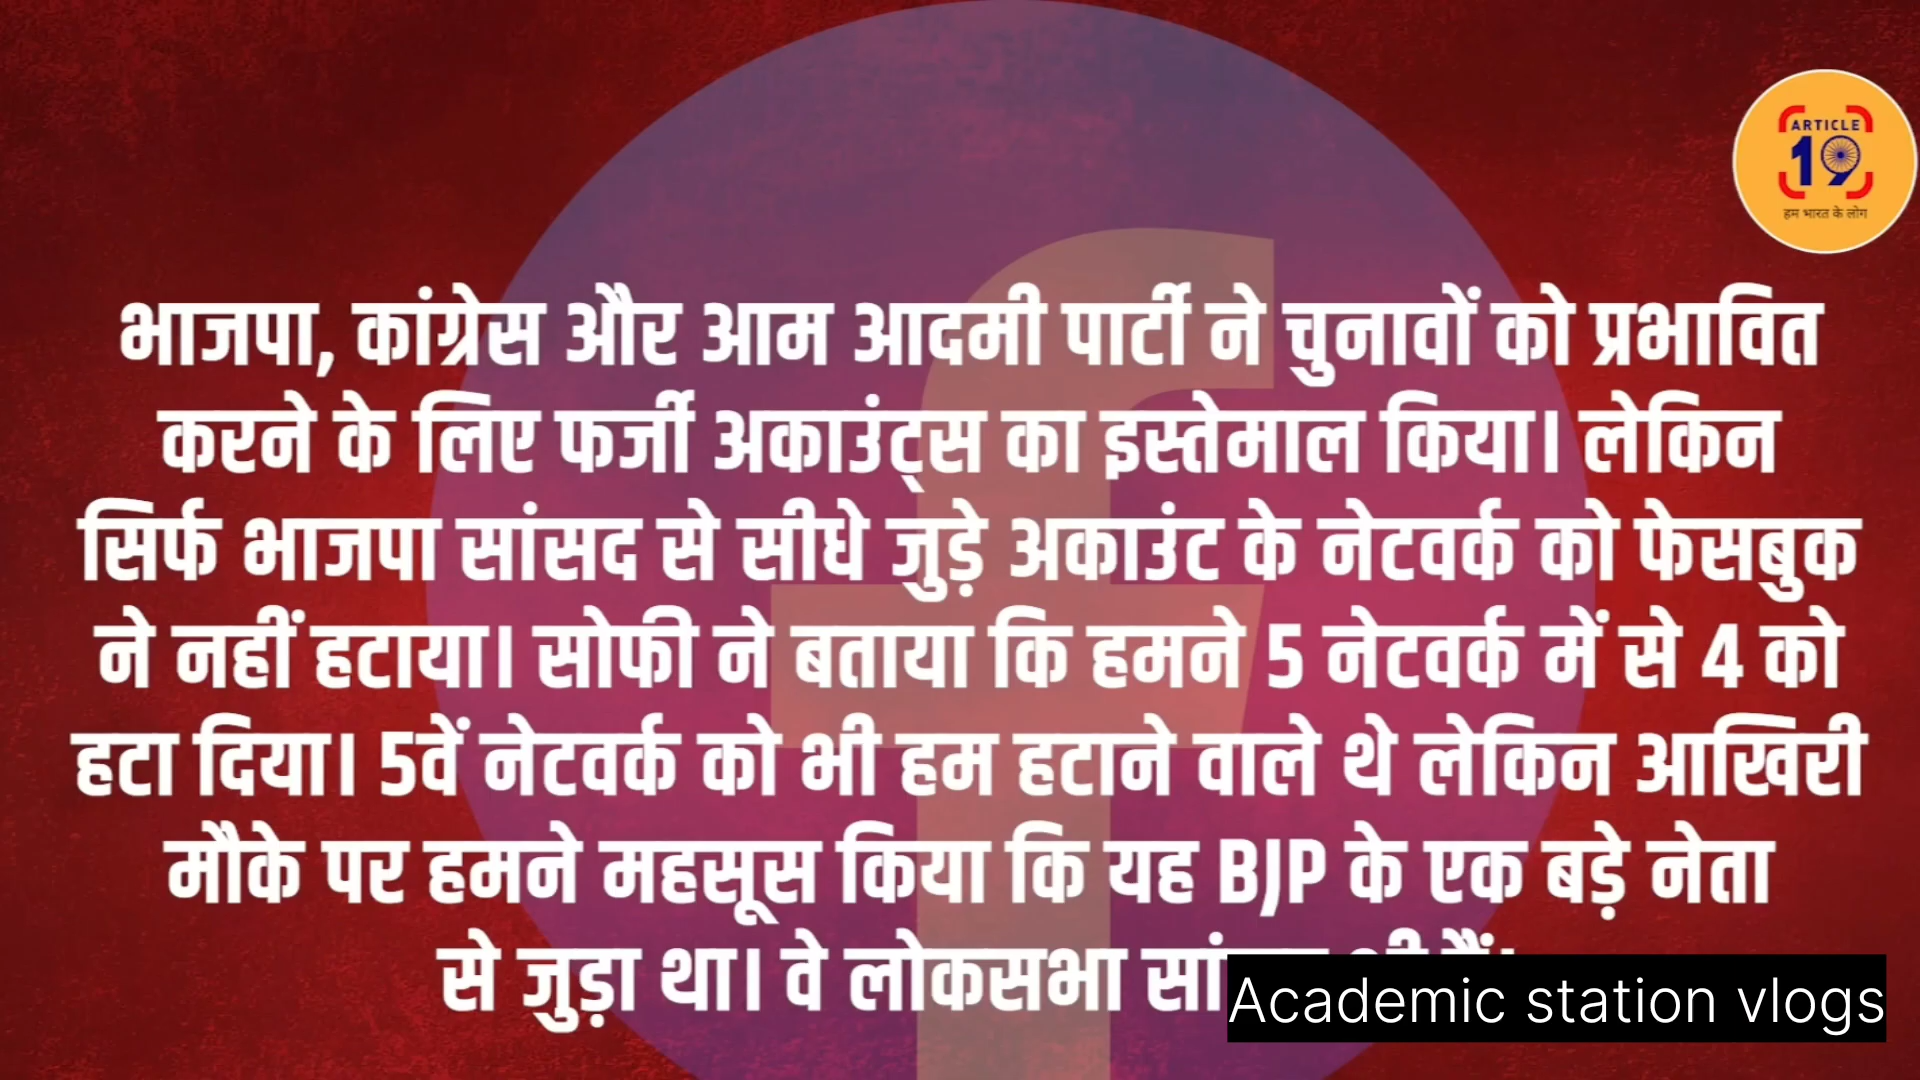 ARTICLE
19
हम भारत के लोग
भाजपा, कांग्रेस और आम आदमी पार्टी ने चुनावों को प्रभावित
करने के लिए फर्जी अकाउंट्स का इस्तेमाल किया। लेकिन
सिर्फ भाजपा सांसद से सीधे जुड़े अकाउंट के नेटवर्क को फेसबुक
ने नहीं हटाया। सोफी ने बताया कि हमने 5 नेटवर्क में से 4 को
हटा दिया। 5वें नेटवर्क को भी हम हटाने वाले थे लेकिन आखिरी
मौके पर हमने महसूस किया कि यह BJP के एक बड़े नेता
से जुड़ा था। वे लोकसभा
Academic station vlogs